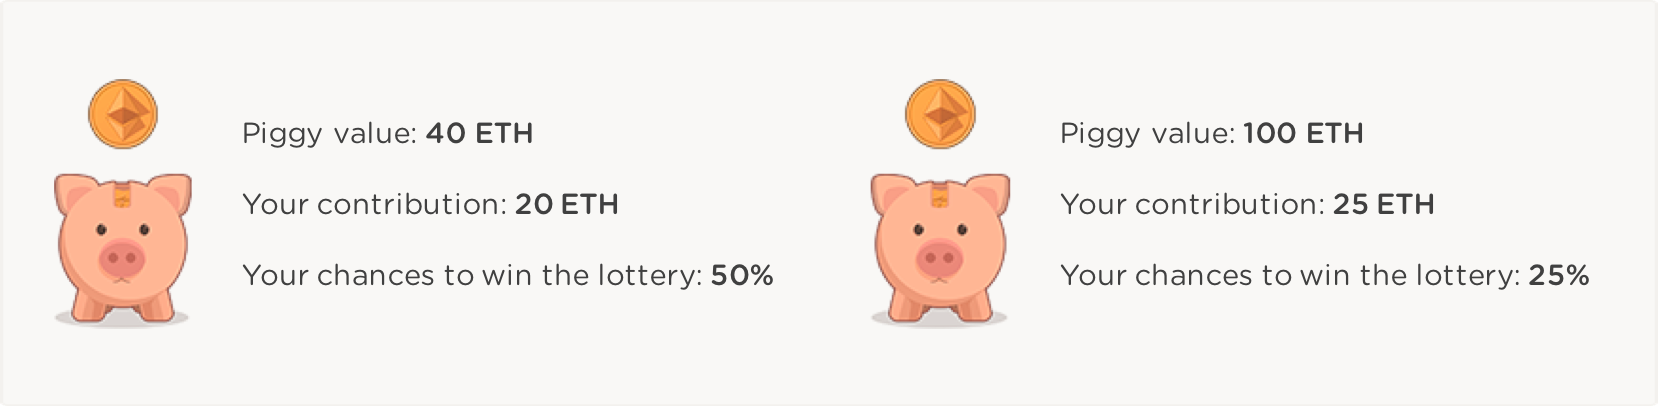 Piggy value: 40 ETH
Your contribution: 20 ETH
Your chances to win the lottery: 50%
Piggy value: 100 ETH
Your contribution: 25 ETH
Your chances to win the lottery: 25%